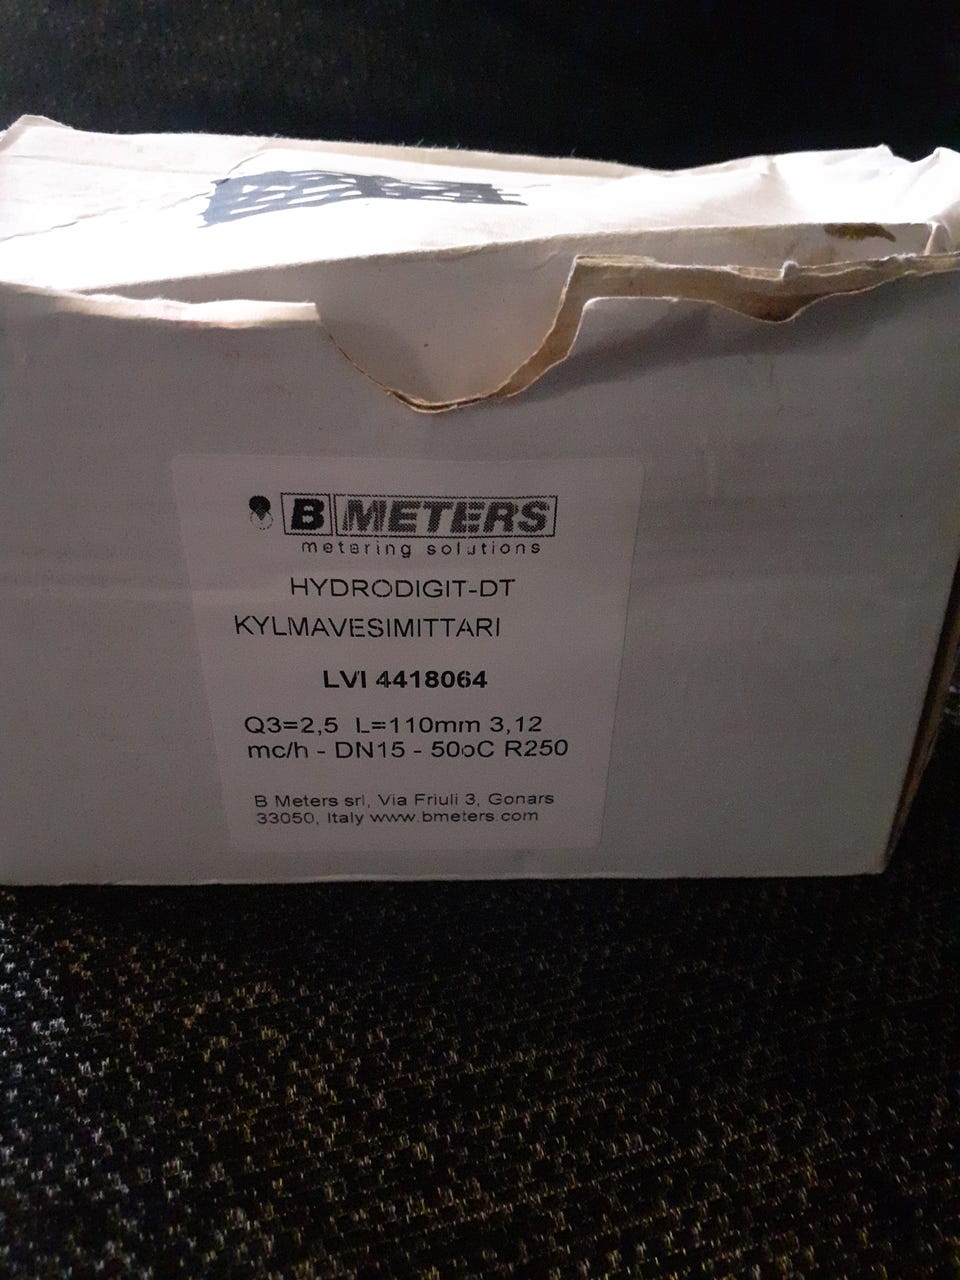 B METERS
metering solutions
HYDRODIGIT-DT
KYLMAVESIMITTARI
LVI 4418064
Q3=2,5 L=110mm 3,12
mc/h - DN15 - 50oC R250
B Meters srl, Via Friuli 3, Gonars
33050, Italy www.bmeters.com